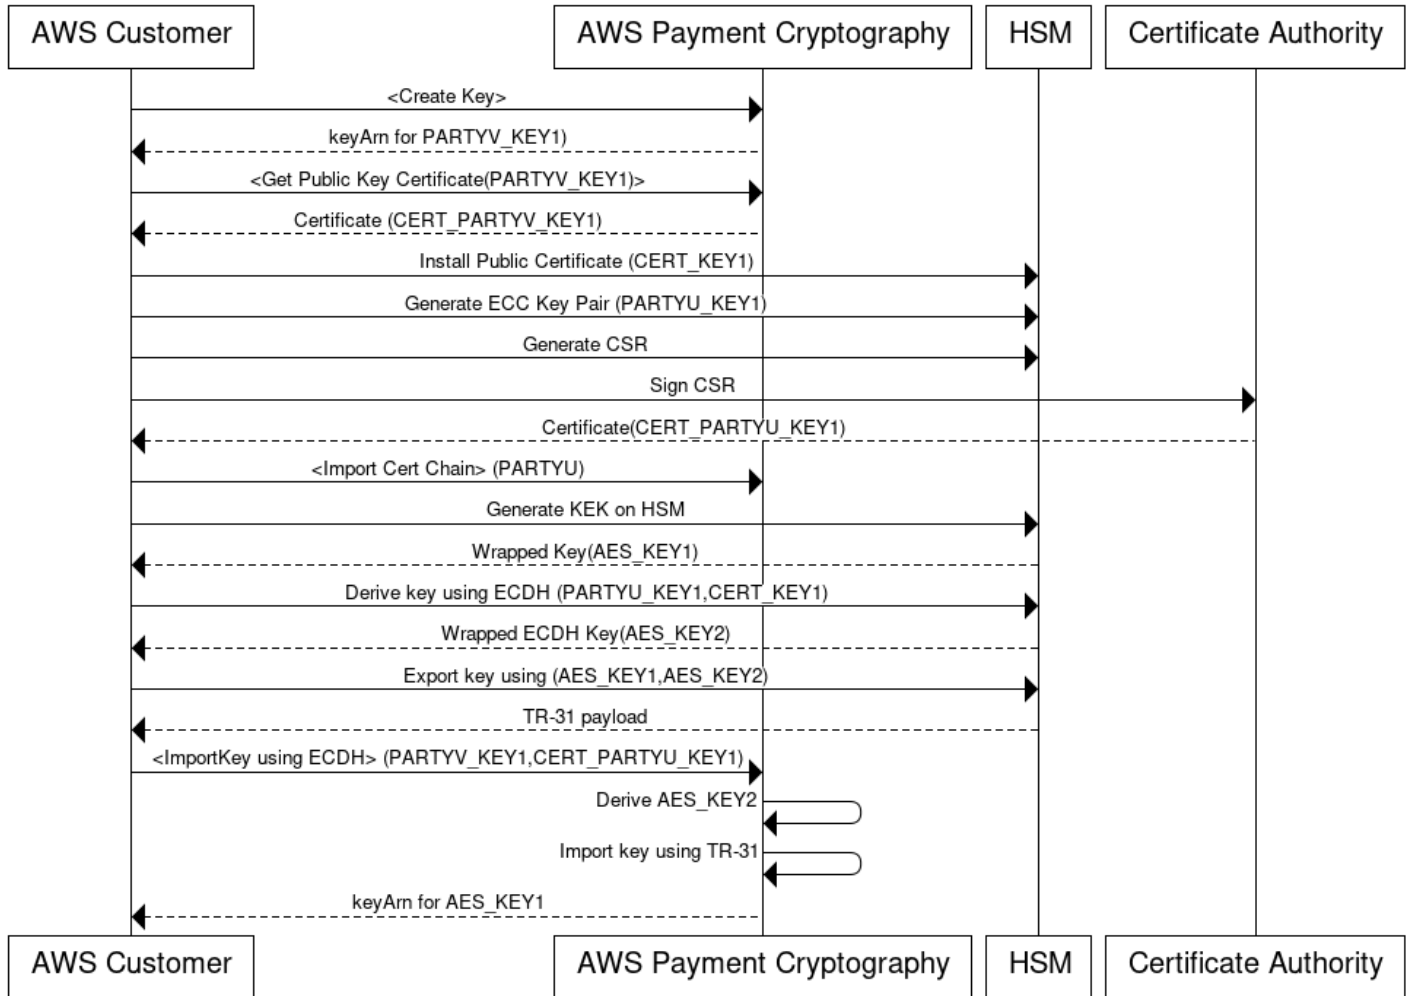 AWS Customer
AWS Payment Cryptography
HSM
Certificate Authority
<Create Key>
keyArn for PARTYV_KEY1)
<Get Public Key Certificate(PARTYV_KEY1)>
Certificate (CERT_PARTYV_KEY1)
Install Public Certificate (CERT_KEY1)
Generate ECC Key Pair (PARTYU_KEY1)
Generate CSR
Sign CSR
Certificate(CERT_PARTYU_KEY1)
<Import Cert Chain> (PARTYU)
Generate KEK on HSM
Wrapped Key(AES_KEY1)
Derive key using ECDH (PARTYU_KEY1,CERT_KEY1)
Wrapped ECDH Key(AES_KEY2)
Export key using (AES_KEY1,AES_KEY2)
TR-31 payload
<ImportKey using ECDH> (PARTYV_KEY1,CERT_PARTYU_KEY1)
Derive AES_KEY2
Import key using TR-31
keyArn for AES_KEY1
AWS Customer
AWS Payment Cryptography
HSM
Certificate Authority